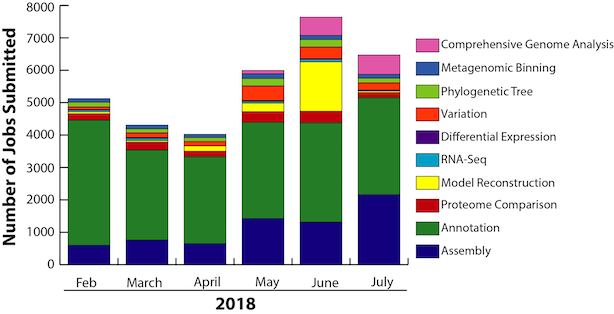 Number of Jobs Submitted
8000
7000
6000
5000
4000
3000
2000
1000
0
Feb
March
April
May
June
July
2018
Comprehensive Genome Analysis
Metagenomic Binning
Phylogenetic Tree
Variation
Differential Expression
RNA-Seq
Model Reconstruction
Proteome Comparison
Annotation
Assembly